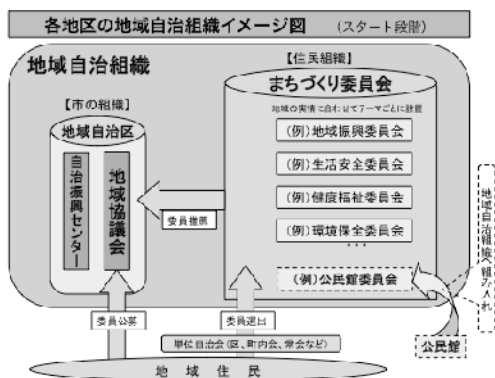 各地区の地域自治組織イメージ図 （スタート段階）
地域自治組織
【市の組織】
地域自治区
自治振興センター
地域協議会
【住民組織】
まちづくり委員会
地域の実情に合わせてテーマごとに設置
（例）地域振興委員会
（例）生活安全委員会
（例）健康福祉委員会
（例）環境保全委員会
・・・
（例）公民館委員会
委員推薦
委員公募
委員選出
単位自治会（区、町内会、常会など）
地域住民
地域自治組織へ組み入れ
公民館